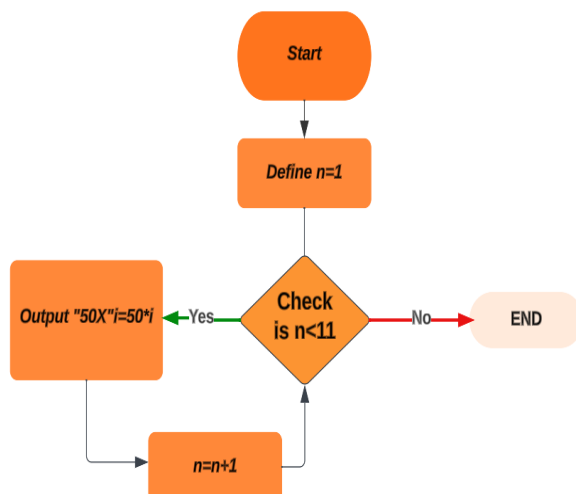 Start
Define n=1
Check
is n<11
Yes
No
Output "50X"i=50*i
END
n=n+1